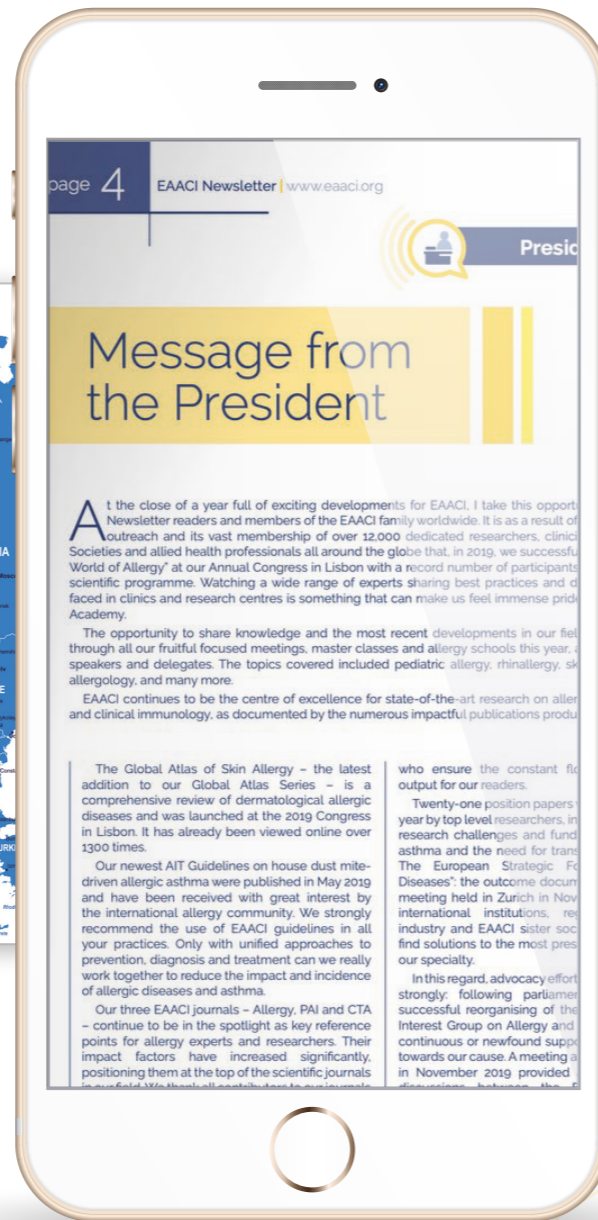 page 4
EAACI Newsletter | www.eaaci.org
Presid
Message from
the President
At the close of a year full of exciting developments for EAACI, I take this opport
Newsletter readers and members of the EAACI family worldwide. It is as a result of
outreach and its vast membership of over 12,000 dedicated researchers, clinici
Societies and allied health professionals all around the globe that, in 2019, we successfu
World of Allergy" at our Annual Congress in Lisbon with a record number of participants
scientific programme. Watching a wide range of experts sharing best practices and d
faced in clinics and research centres is something that can make us feel immense pride
Academy.
The opportunity to share knowledge and the most recent developments in our fiel
through all our fruitful focused meetings, master classes and allergy schools this year, a
speakers and delegates. The topics covered included pediatric allergy, rhinallergy, sk
allergology, and many more.
EAACI continues to be the centre of excellence for state-of-the-art research on aller
and clinical immunology, as documented by the numerous impactful publications produ
The Global Atlas of Skin Allergy – the latest
addition to our Global Atlas Series – is a
comprehensive review of dermatological allergic
diseases and was launched at the 2019 Congress
in Lisbon. It has already been viewed online over
1300 times.
Our newest AIT Guidelines on house dust mite-
driven allergic asthma were published in May 2019
and have been received with great interest by
the international allergy community. We strongly
recommend the use of EAACI guidelines in all
your practices. Only with unified approaches to
prevention, diagnosis and treatment can we really
work together to reduce the impact and incidence
of allergic diseases and asthma.
Our three EAACI journals – Allergy, PAI and CTA
– continue to be in the spotlight as key reference
points for allergy experts and researchers. Their
impact factors have increased significantly,
positioning them at the top of the scientific journals
in our field. We thank all contributors to our journals
who ensure the constant flo
output for our readers.
Twenty-one position papers
year by top level researchers, in
research challenges and fund
asthma and the need for trans
The European Strategic Fo
Diseases": the outcome docum
meeting held in Zurich in Nov
international institutions, re
industry and EAACI sister soc
find solutions to the most pres
our specialty.
In this regard, advocacy effort
strongly: following parliamen
successful reorganising of the
Interest Group on Allergy and
continuous or newfound supp
towards our cause. A meeting a
in November 2019 provided
discussions between the E